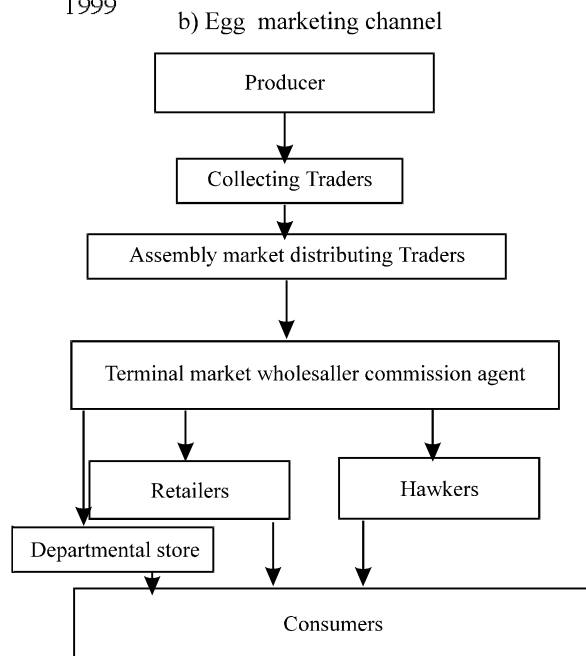 1999
b) Egg marketing channel
Producer
Collecting Traders
Assembly market distributing Traders
Terminal market wholesaller commission agent
Retailers
Hawkers
Departmental store
Consumers